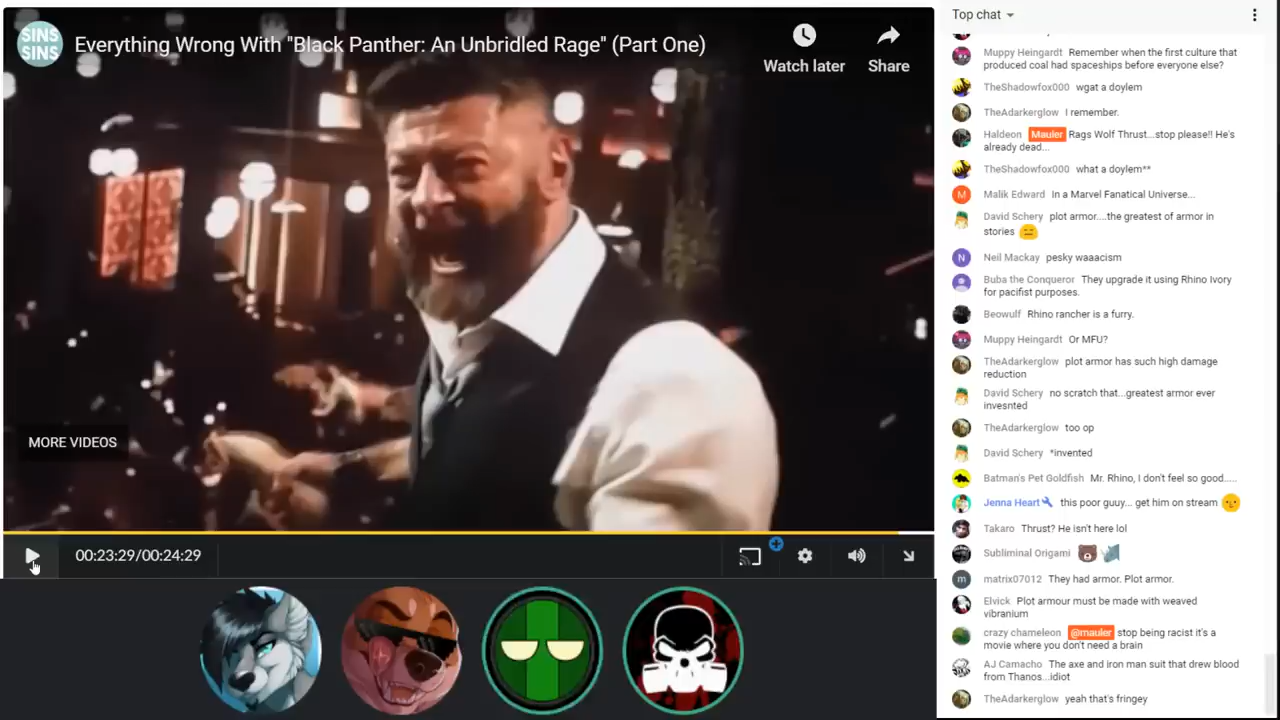 SINS
SINS
Everything Wrong With "Black Panther: An Unbridled Rage" (Part One)
Watch later
Share
MORE VIDEOS
00:23:29/00:24:29
Top chat
Muppy Heingardt Remember when the first culture that
produced coal had spaceships before everyone else?
TheShadowfox000 wgat a doylem
TheAdarkerglow I remember.
Haldeon Mauler Rags Wolf Thrust...stop please!! He's
already dead...
TheShadowfox000 what a doylem**
M
Malik Edward In a Marvel Fanatical Universe...
David Schery plot armor....the greatest of armor in
stories 😑
N
Neil Mackay pesky waaacism
Buba the Conqueror They upgrade it using Rhino Ivory
for pacifist purposes.
Beowulf Rhino rancher is a furry.
Muppy Heingardt Or MFU?
TheAdarkerglow plot armor has such high damage
reduction
David Schery no scratch that...greatest armor ever
invesnted
TheAdarkerglow too op
David Schery *invented
Batman's Pet Goldfish Mr. Rhino, I don't feel so good.....
Jenna Heart this poor guuy... get him on stream
Takaro Thrust? He isn't here lol
Subliminal Origami
m
matrix07012 They had armor. Plot armor.
Elvick Plot armour must be made with weaved
vibranium
crazy chameleon @mauler stop being racist it's a
movie where you don't need a brain
AJ Camacho The axe and iron man suit that drew blood
from Thanos...idiot
TheAdarkerglow yeah that's fringey